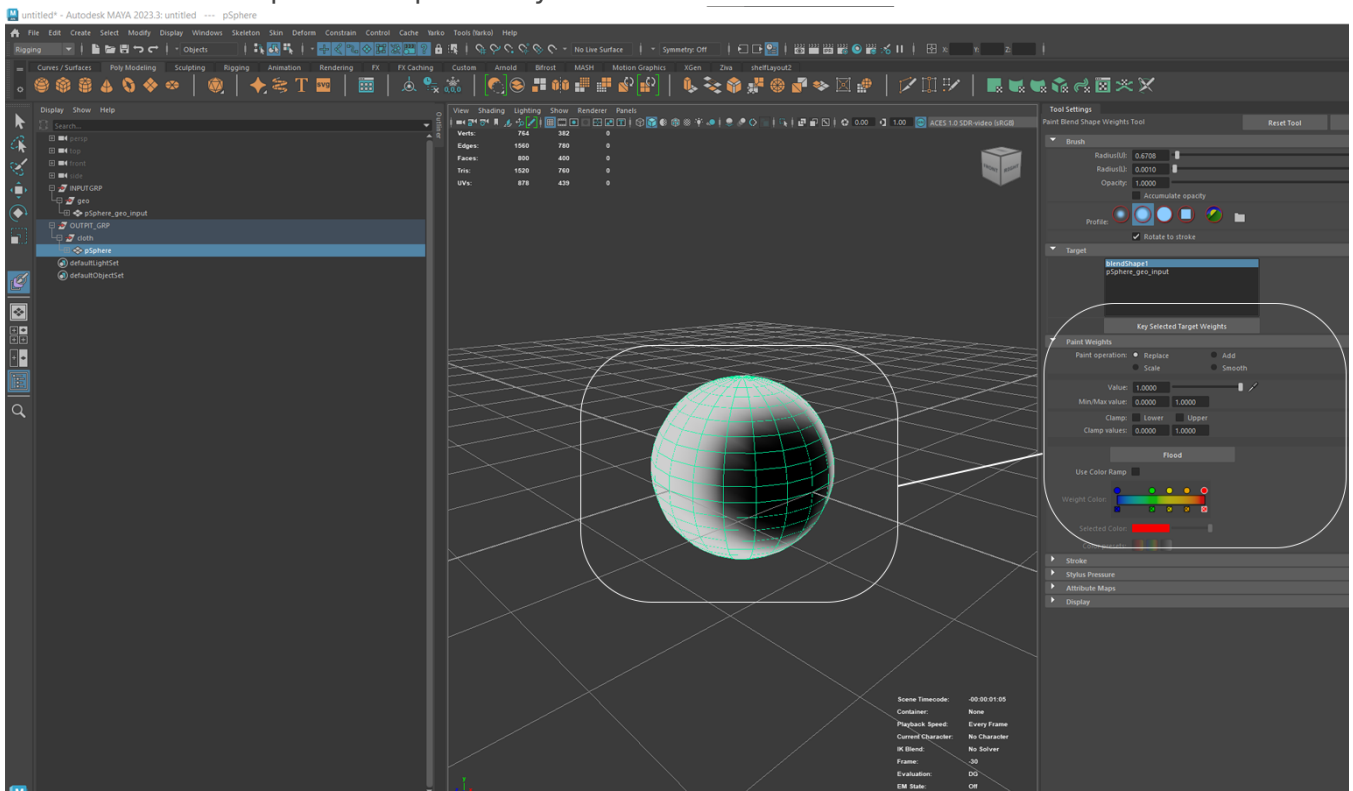 untitled* - Autodesk MAYA 2023.3: untitled --- pSphere
File Edit Create Select Modify Display Windows Skeleton Skin Deform Constrain Control Cache Yarko Tools (Yarko) Help
Rigging Objects No Live Surface Symmetry: Off X: Y: Z:
Curves / Surfaces Poly Modeling Sculpting Rigging Animation Rendering FX FX Caching Custom Arnold Bifrost MASH Motion Graphics XGen Ziva shelfLayout2
Display Show Help
Search...
persp
top
front
side
INPUTGRP
geo
pSphere_geo_input
OUTPIT_GRP
cloth
pSphere
defaultLightSet
defaultObjectSet
Outliner
View Shading Lighting Show Renderer Panels
0.00 1.00 ACES 1.0 SDR-video (sRGB)
Verts: 764 382 0
Edges: 1560 780 0
Faces: 800 400 0
Tris: 1520 760 0
UVs: 878 439 0
FRONT RIGHT
Scene Timecode: -00:00:01:05
Container: None
Playback Speed: Every Frame
Current Character: No Character
IK Blend: No Solver
Frame: -30
Evaluation: DG
EM State: Off
Tool Settings
Paint Blend Shape Weights Tool Reset Tool
Brush
Radius(U): 0.6708
Radius(L): 0.0010
Opacity: 1.0000
Accumulate opacity
Profile:
Rotate to stroke
Target
blendShape1
pSphere_geo_input
Key Selected Target Weights
Paint Weights
Paint operation: Replace Add
Scale Smooth
Value: 1.0000
Min/Max value: 0.0000 1.0000
Clamp: Lower Upper
Clamp values: 0.0000 1.0000
Flood
Use Color Ramp
Weight Color:
Selected Color:
Color presets:
Stroke
Stylus Pressure
Attribute Maps
Display